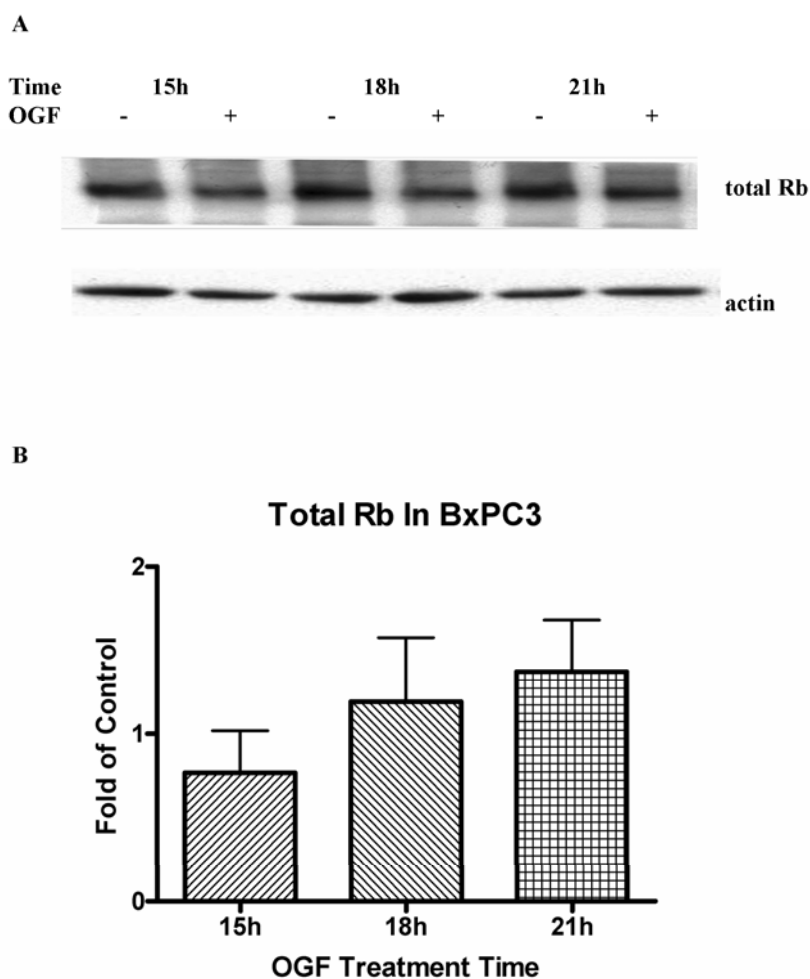 A
Time 15h 18h 21h
OGF - + - + - +
total Rb
actin
B
Total Rb In BxPC3
2
1
0
Fold of Control
15h 18h 21h
OGF Treatment Time